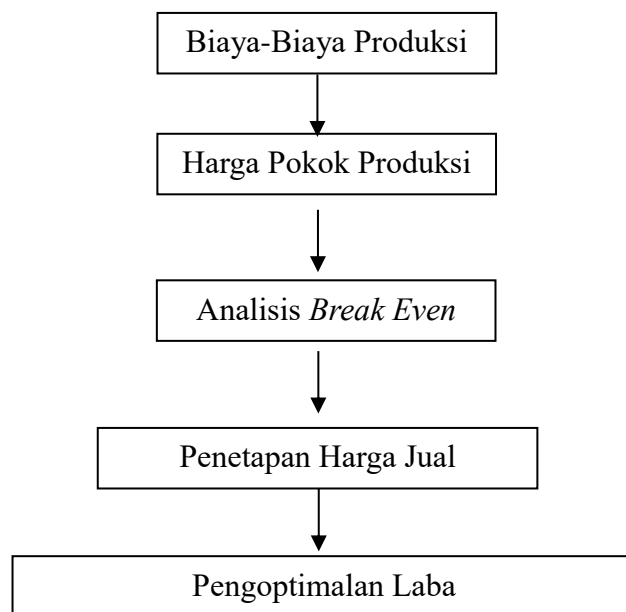 Biaya-Biaya Produksi
Harga Pokok Produksi
Analisis Break Even
Penetapan Harga Jual
Pengoptimalan Laba